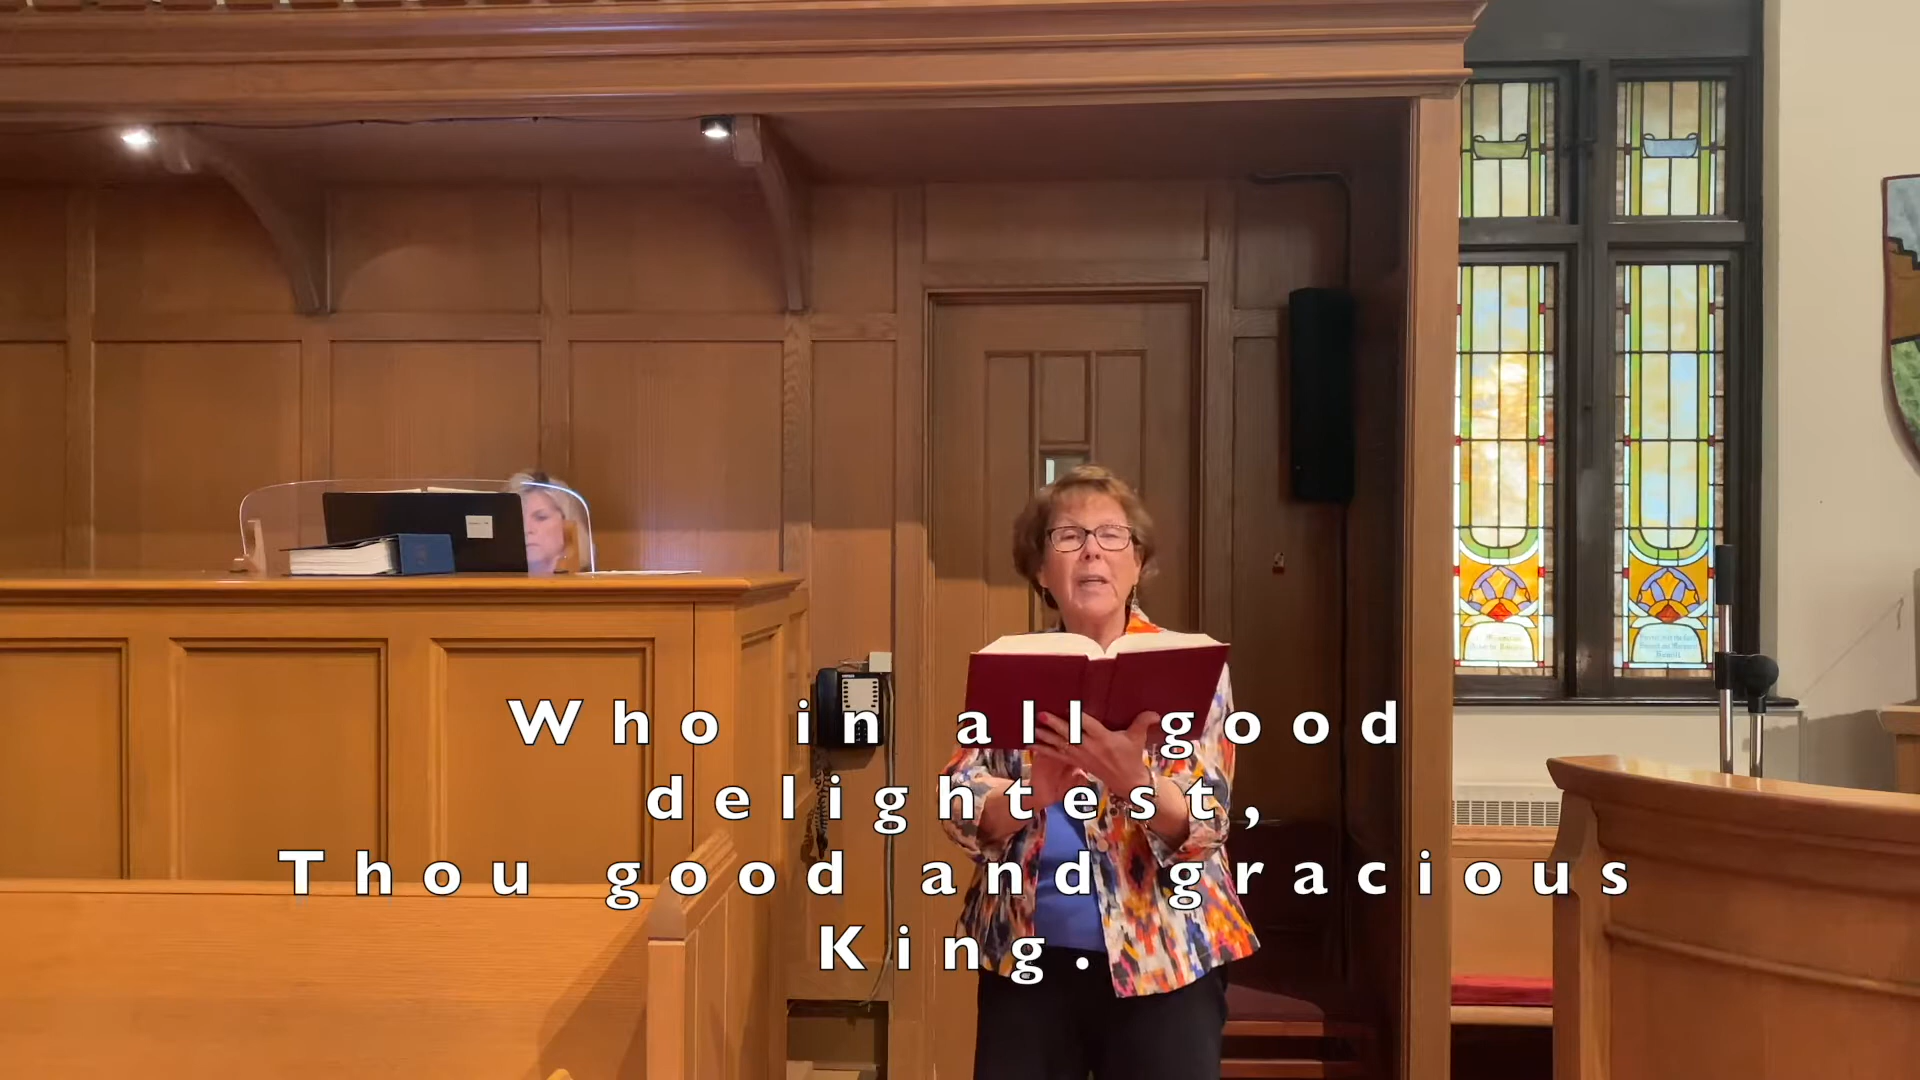 Who in all good
delightest,
Thou good and gracious
King.